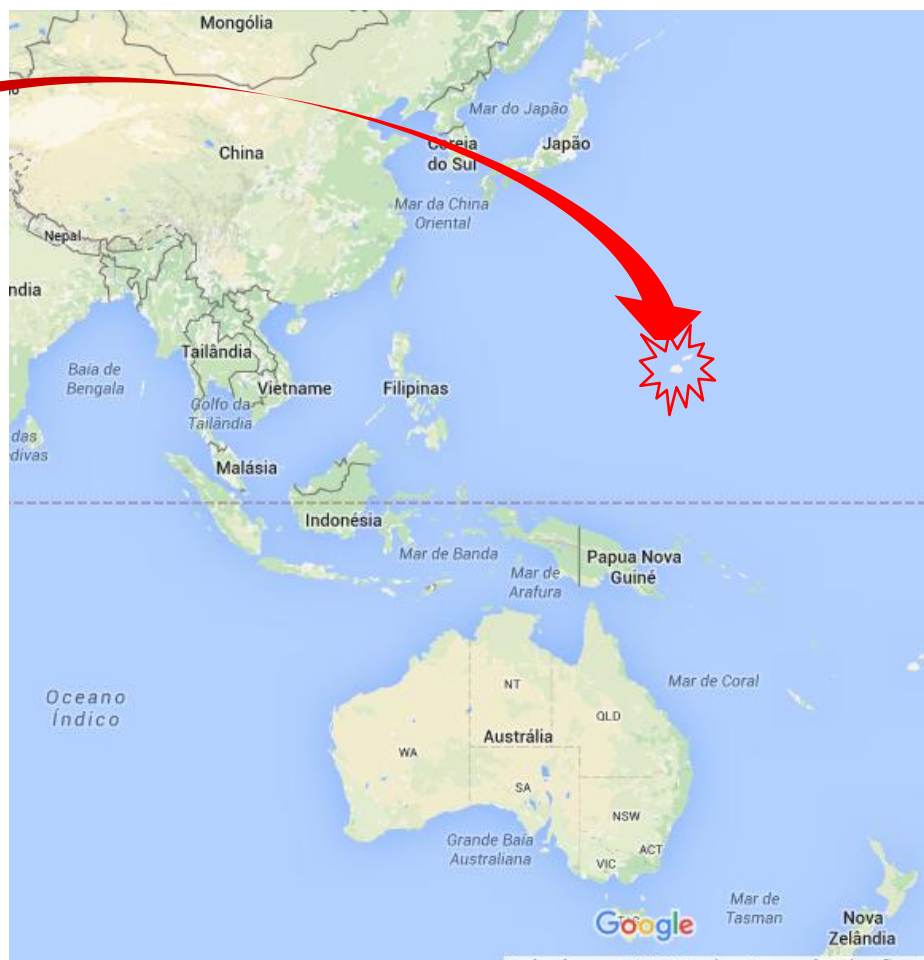 Mongólia
Mar do Japão
Coreia
do Sul
Japão
China
Mar da China
Oriental
Nepal
ndia
Tailândia
Baía de
Bengala
Vietname
Filipinas
Golfo da
Tailândia
das
divas
Malásia
Indonésia
Mar de Banda
Papua Nova
Guiné
Mar de
Arafura
Oceano
Índico
NT
Mar de Coral
QLD
Austrália
WA
SA
NSW
Grande Baía
Australiana
ACT
VIC
Mar de
Tasman
Google
Nova
Zelândia